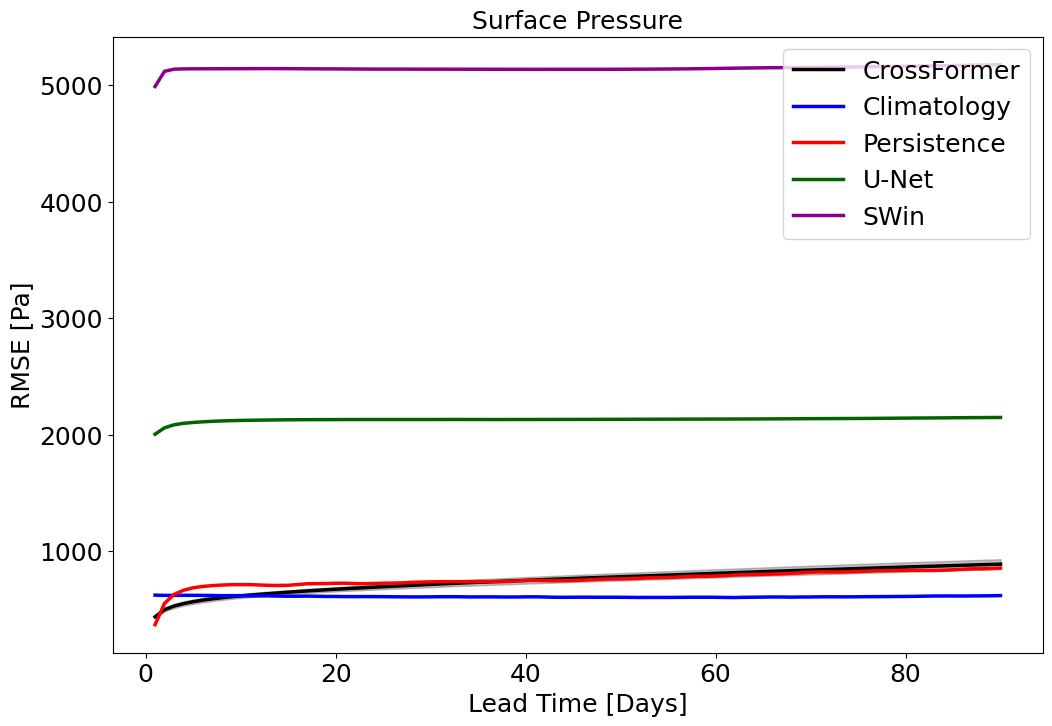 Surface Pressure
RMSE [Pa]
5000
4000
3000
2000
1000
CrossFormer
Climatology
Persistence
U-Net
SWin
0
20
40
60
80
Lead Time [Days]